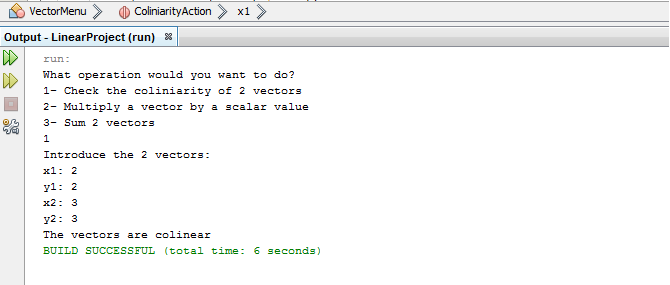 VectorMenu ColiniarityAction x1
Output - LinearProject (run)
run:
What operation would you want to do?
1- Check the coliniarity of 2 vectors
2- Multiply a vector by a scalar value
3- Sum 2 vectors
1
Introduce the 2 vectors:
x1: 2
y1: 2
x2: 3
y2: 3
The vectors are colinear
BUILD SUCCESSFUL (total time: 6 seconds)